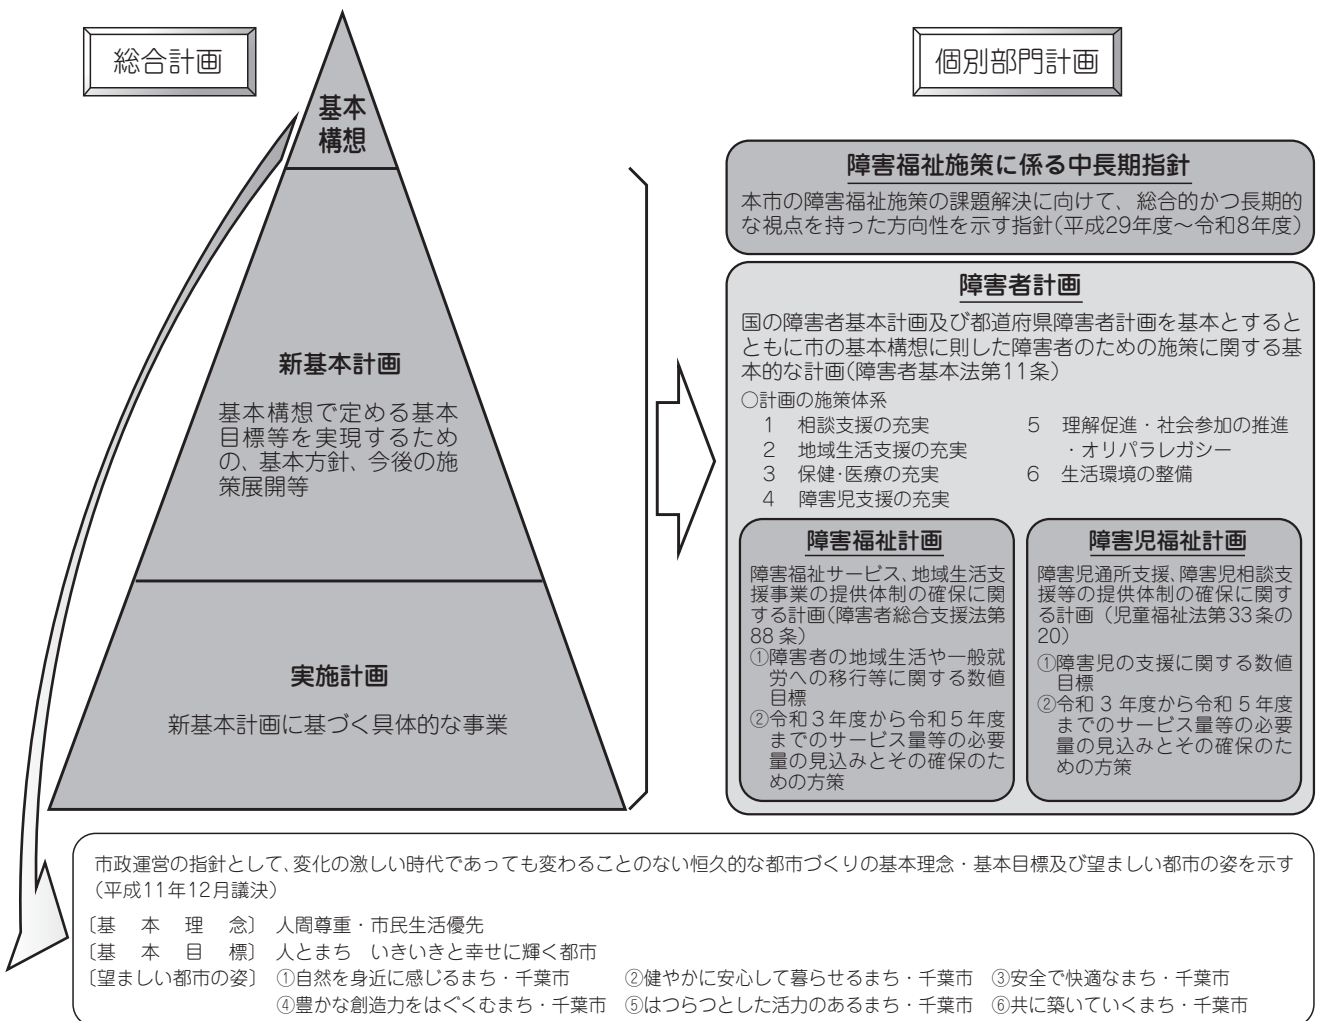 総合計画
基本
構想
新基本計画
基本構想で定める基本
目標等を実現するため
の、基本方針、今後の施
策展開等
実施計画
新基本計画に基づく具体的な事業
個別部門計画
障害福祉施策に係る中長期指針
本市の障害福祉施策の課題解決に向けて、総合的かつ長期的
な視点を持った方向性を示す指針(平成29年度～令和8年度)
障害者計画
国の障害者基本計画及び都道府県障害者計画を基本とすると
ともに市の基本構想に則した障害者のための施策に関する基
本的な計画(障害者基本法第11条)
○計画の施策体系
1 相談支援の充実
2 地域生活支援の充実
3 保健・医療の充実
4 障害児支援の充実
5 理解促進・社会参加の推進
・オリパラレガシー
6 生活環境の整備
障害福祉計画
障害福祉サービス、地域生活支
援事業の提供体制の確保に関
する計画(障害者総合支援法第
88条)
①障害者の地域生活や一般就
労への移行等に関する数値
目標
②令和3年度から令和5年度
までのサービス量等の必要
量の見込みとその確保のた
めの方策
障害児福祉計画
障害児通所支援、障害児相談支
援等の提供体制の確保に関す
る計画(児童福祉法第33条の
20)
①障害児の支援に関する数値
目標
②令和3年度から令和5年度
までのサービス量等の必要
量の見込みとその確保のた
めの方策
市政運営の指針として、変化の激しい時代であっても変わることのない恒久的な都市づくりの基本理念・基本目標及び望ましい都市の姿を示す
(平成11年12月議決)
〔基本理念〕 人間尊重・市民生活優先
〔基本目標〕 人とまち いきいきと幸せに輝く都市
〔望ましい都市の姿〕 ①自然を身近に感じるまち・千葉市 ②健やかに安心して暮らせるまち・千葉市 ③安全で快適なまち・千葉市
④豊かな創造力をはぐくむまち・千葉市 ⑤はつらつとした活力のあるまち・千葉市 ⑥共に築いていくまち・千葉市